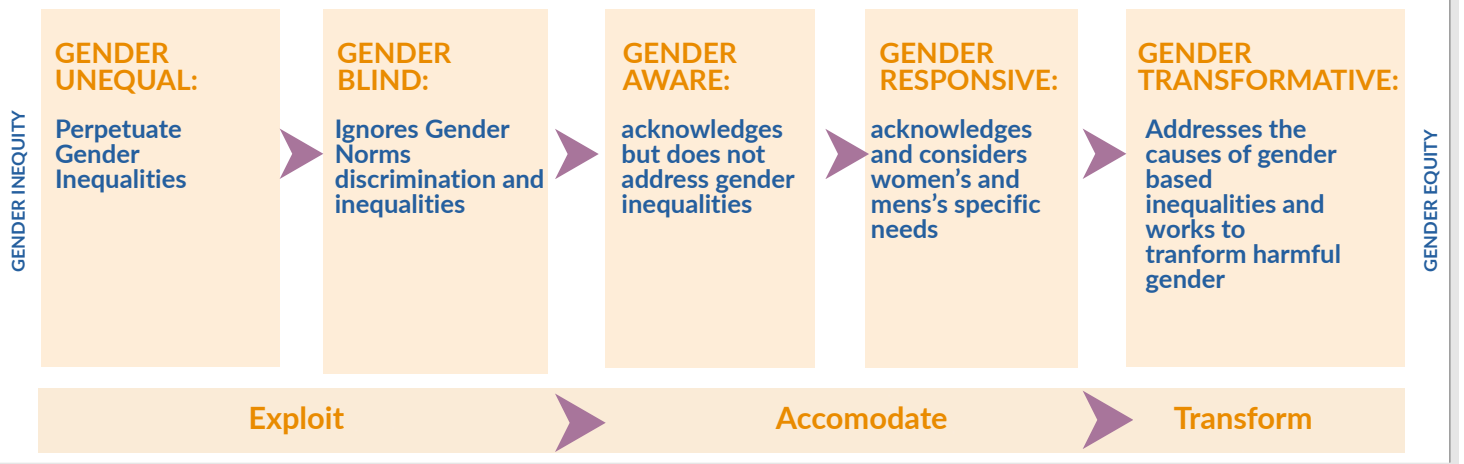 GENDER INEQUITY
GENDER
UNEQUAL:
Perpetuate
Gender
Inequalities
GENDER
BLIND:
Ignores Gender
Norms
discrimination and
inequalities
GENDER
AWARE:
acknowledges
but does not
address gender
inequalities
GENDER
RESPONSIVE:
acknowledges
and considers
women’s and
mens’s specific
needs
GENDER
TRANSFORMATIVE:
Addresses the
causes of gender
based
inequalities and
works to
tranform harmful
gender
GENDER EQUITY
Exploit
Accomodate
Transform